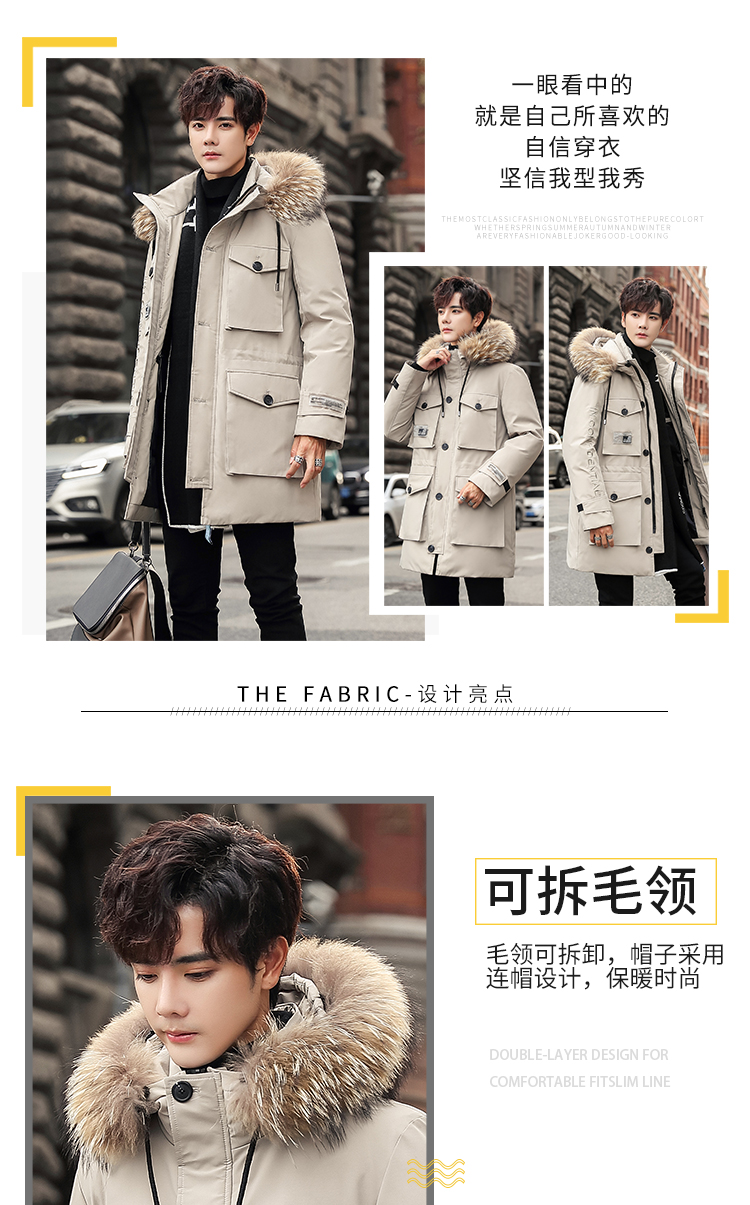 一眼看中的
就是自己所喜欢的
自信穿衣
坚信我型我秀
THEMOSTCLASSICFASHIONONLYBELONGSTOTHEPURECOLORT
WHETHERSPRINGSUMMERAUTUMNANDWINTER
AREVERYFASHIONABLEJOKERGOOD-LOOKING
THE FABRIC-设计亮点
可拆毛领
毛领可拆卸，帽子采用
连帽设计，保暖时尚
DOUBLE-LAYER DESIGN FOR
COMFORTABLE FITSLIM LINE